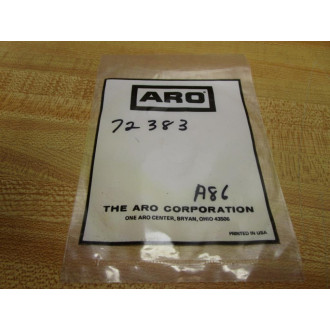 ARO
72383
A86
THE ARO CORPORATION
ONE ARO CENTER, BRYAN, OHIO 43506
PRINTED IN USA